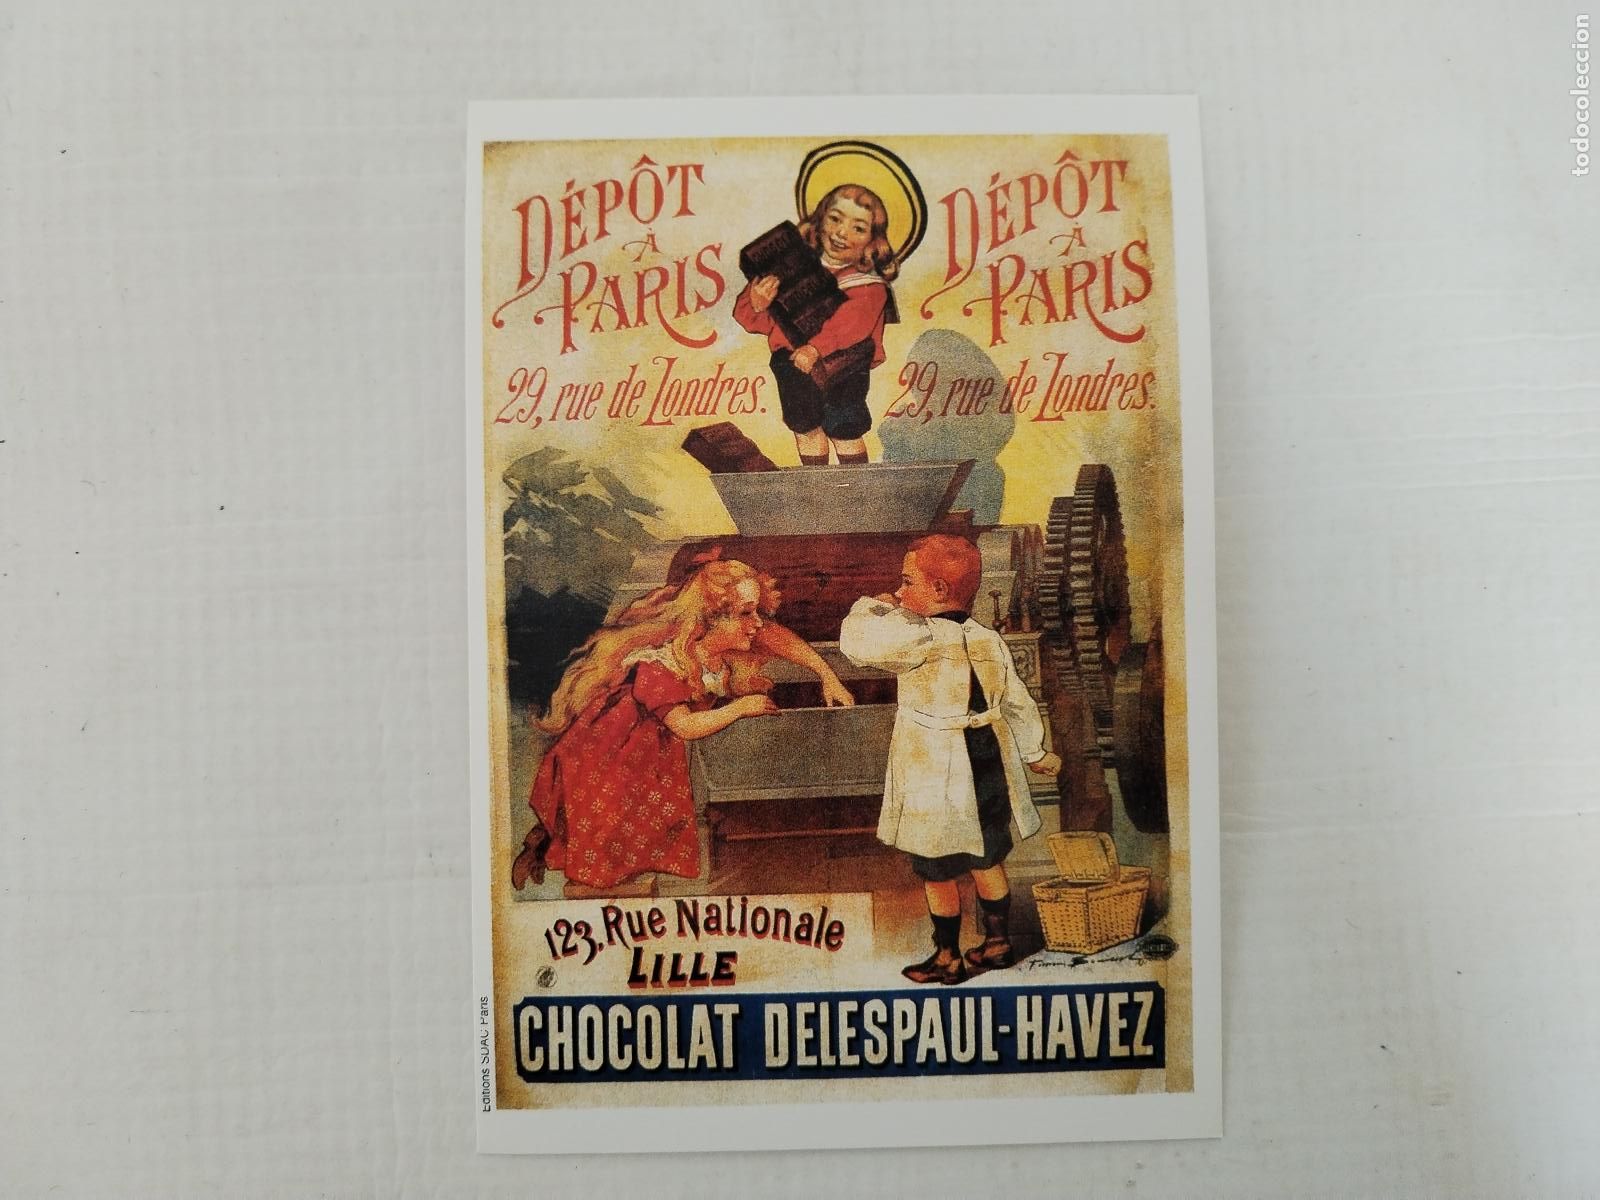 DÉPÔT
À
PARIS
29, rue de Londres.
DÉPÔT
À
PARIS
29, rue de Londres.
123, Rue Nationale
LILLE
CHOCOLAT DELESPAUL-HAVEZ
Editions SDAC Paris
todocoleccion